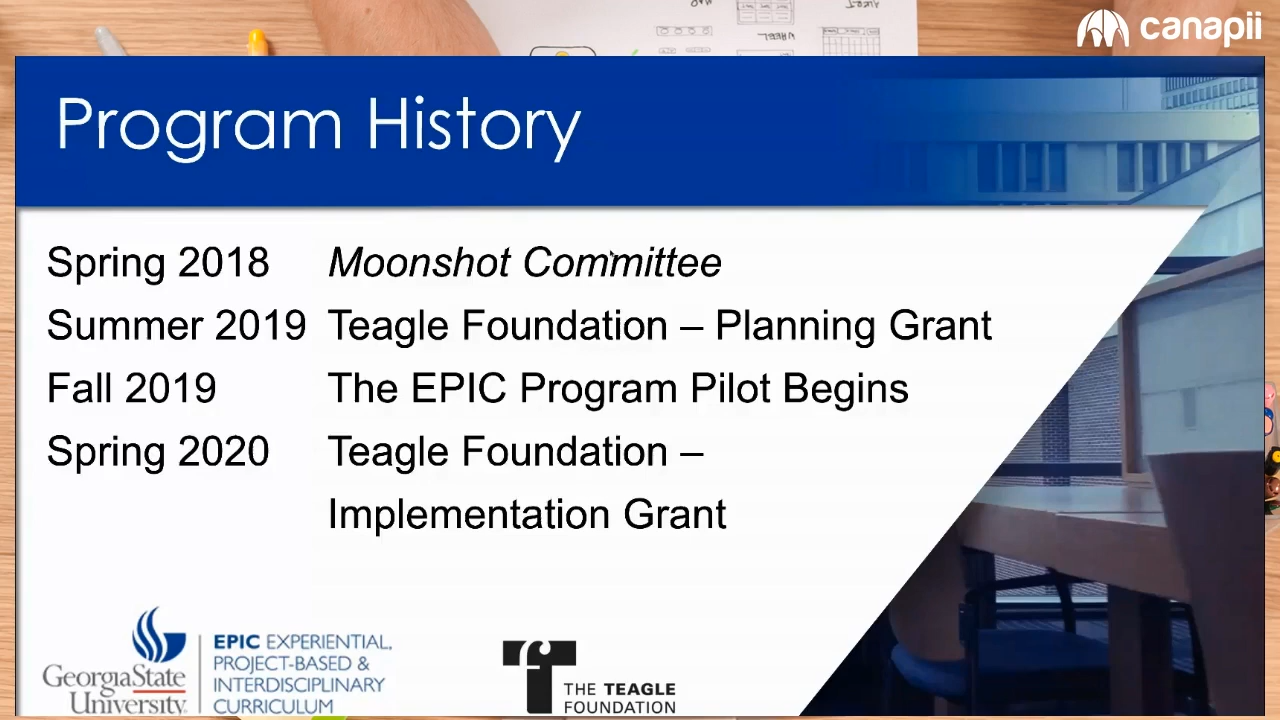 canapii
Program History
Spring 2018 Moonshot Committee
Summer 2019 Teagle Foundation – Planning Grant
Fall 2019 The EPIC Program Pilot Begins
Spring 2020 Teagle Foundation –
Implementation Grant
GeorgiaState
University
EPIC EXPERIENTIAL,
PROJECT-BASED &
INTERDISCIPLINARY
CURRICULUM
THE TEAGLE
FOUNDATION